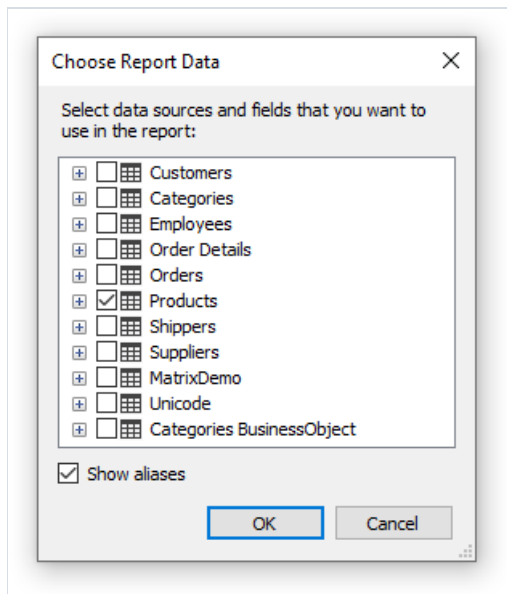 Choose Report Data
Select data sources and fields that you want to
use in the report:
Customers
Categories
Employees
Order Details
Orders
Products
Shippers
Suppliers
MatrixDemo
Unicode
Categories BusinessObject
Show aliases
OK
Cancel